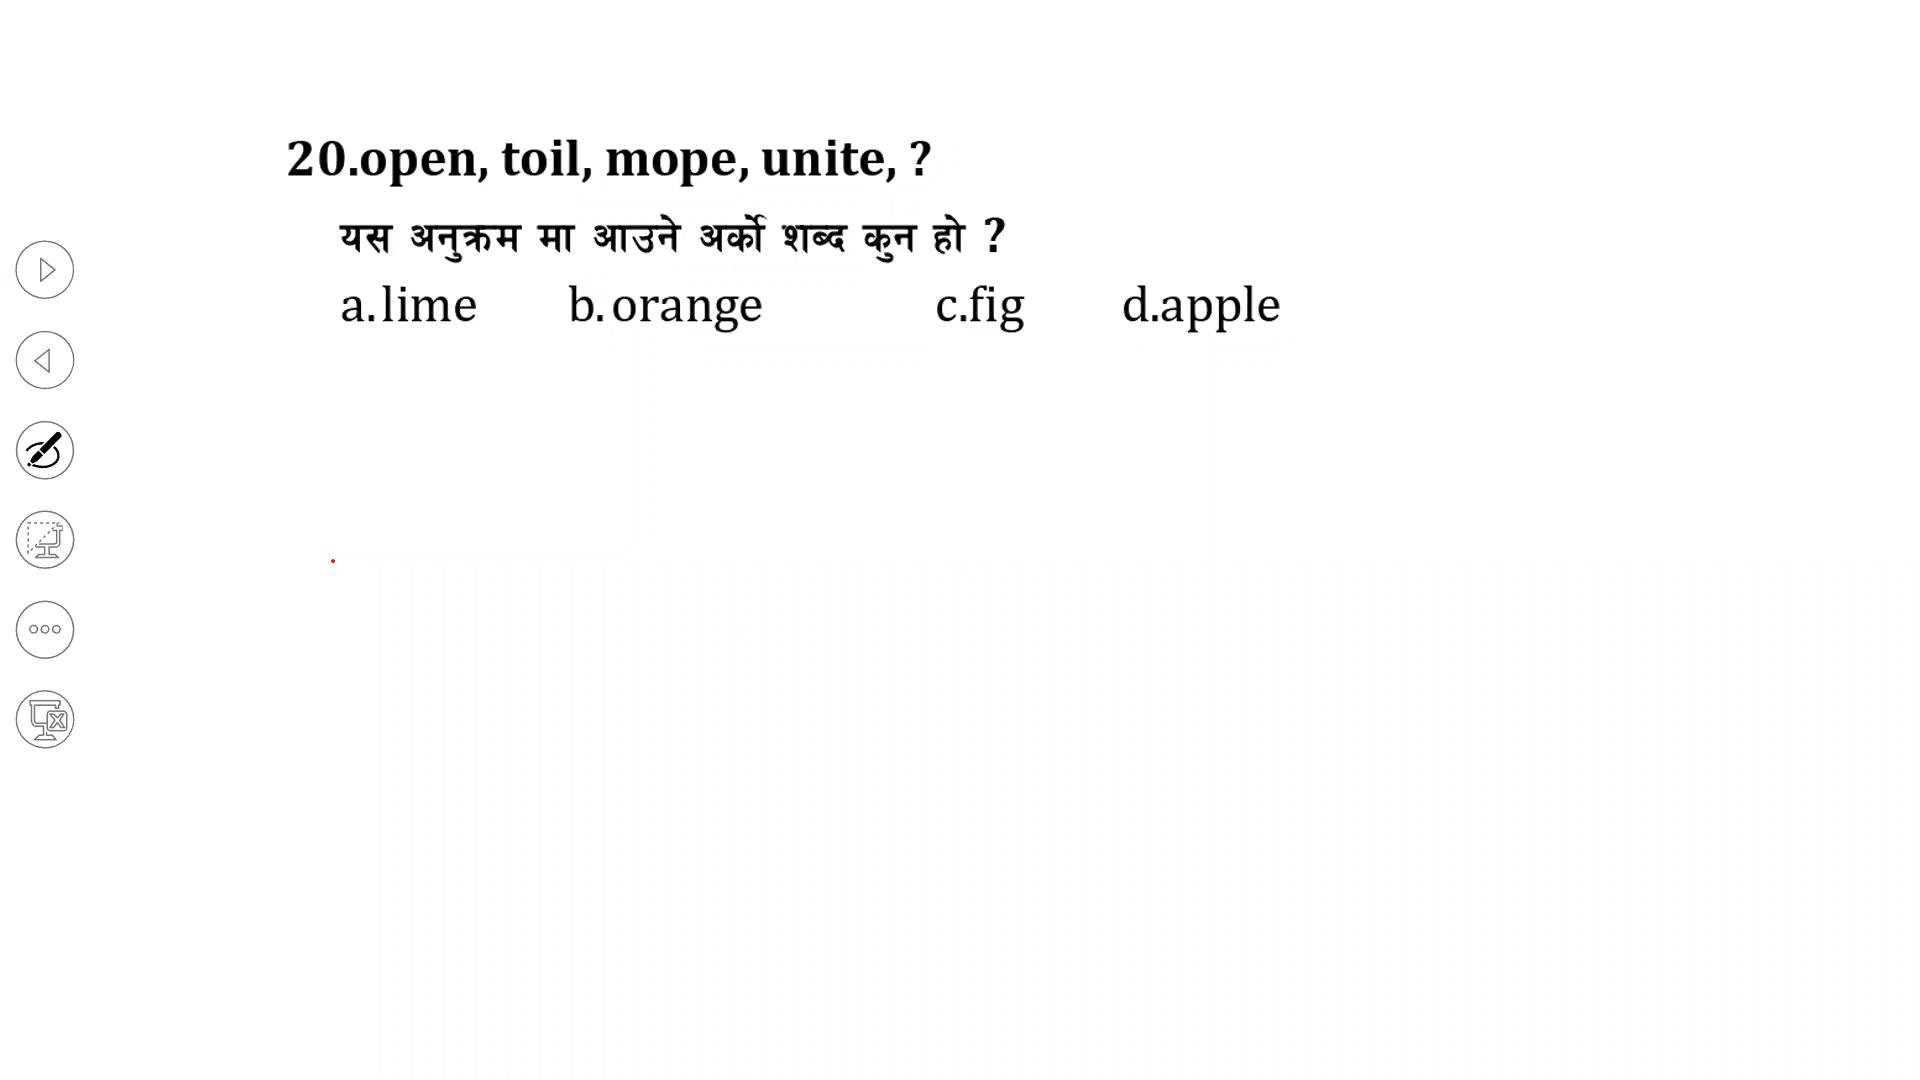 20.open, toil, mope, unite, ?
यस अनुक्रम मा आउने अर्को शब्द कुन हो ?
a.lime b.orange c.fig d.apple